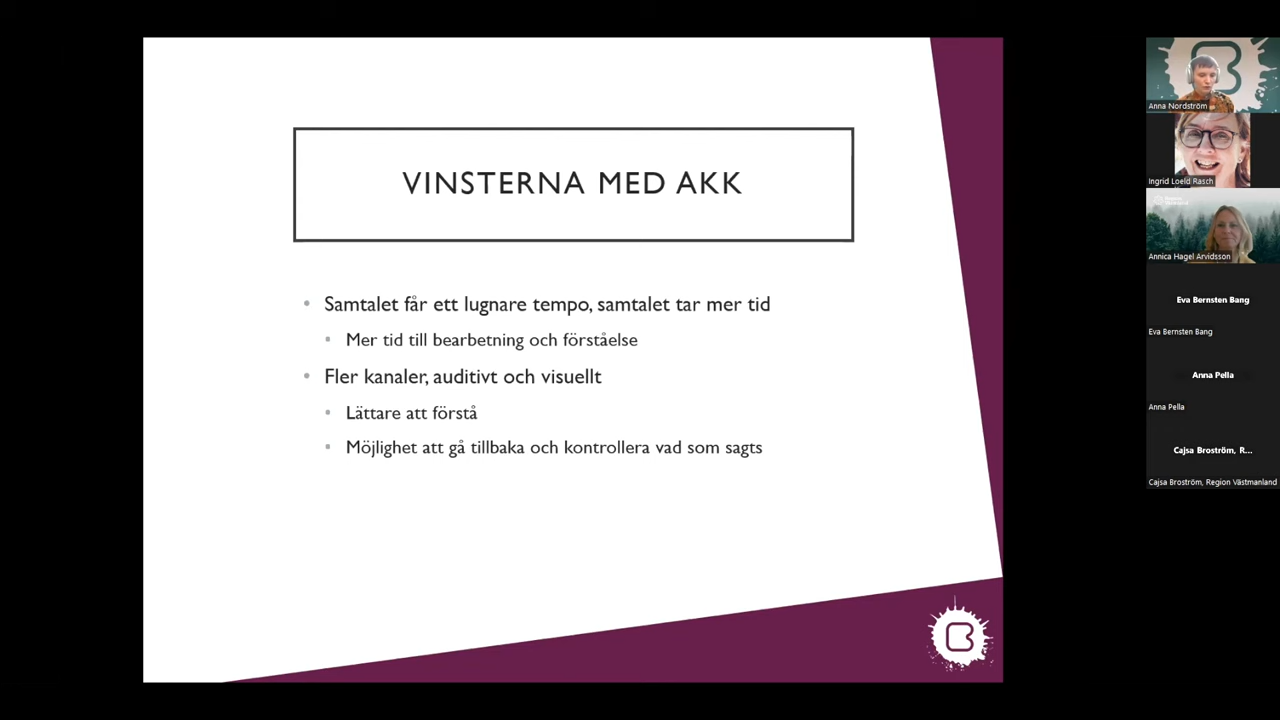 VINSTERNA MED AKK
• Samtalet får ett lugnare tempo, samtalet tar mer tid
▪ Mer tid till bearbetning och förståelse
• Fler kanaler, auditivt och visuellt
▪ Lättare att förstå
▪ Möjlighet att gå tillbaka och kontrollera vad som sagts
Anna Nordström
Ingrid Loeld Rasch
Annica Hagel Arvidsson
Eva Bernsten Bang
Eva Bernsten Bang
Anna Pella
Anna Pella
Cajsa Broström, R...
Cajsa Broström, Region Västmanland